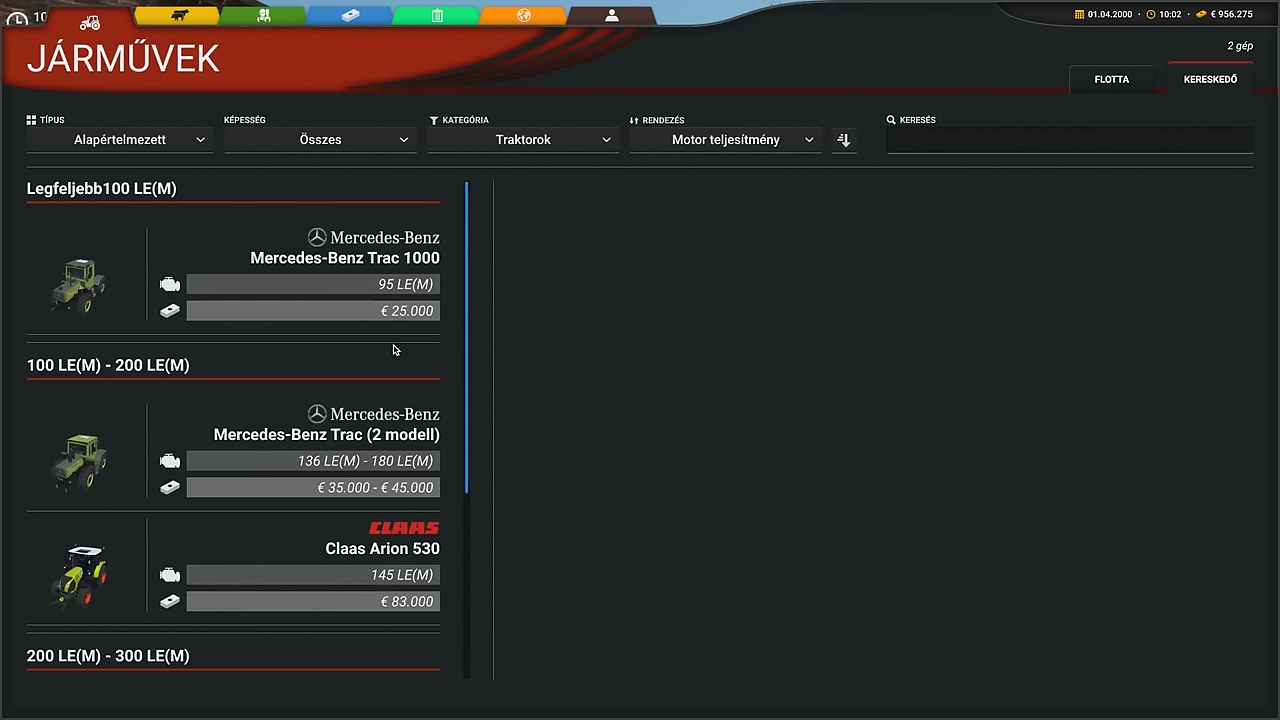 10
01.04.2000 · 10:02 · € 956.275
JÁRMŰVEK
2 gép
FLOTTA
KERESKEDŐ
TÍPUS
KÉPESSÉG
KATEGÓRIA
RENDEZÉS
KERESÉS
Alapértelmezett
Összes
Traktorok
Motor teljesítmény
Legfeljebb100 LE(M)
Mercedes-Benz
Mercedes-Benz Trac 1000
95 LE(M)
€ 25.000
100 LE(M) - 200 LE(M)
Mercedes-Benz
Mercedes-Benz Trac (2 modell)
136 LE(M) - 180 LE(M)
€ 35.000 - € 45.000
CLAAS
Claas Arion 530
145 LE(M)
€ 83.000
200 LE(M) - 300 LE(M)